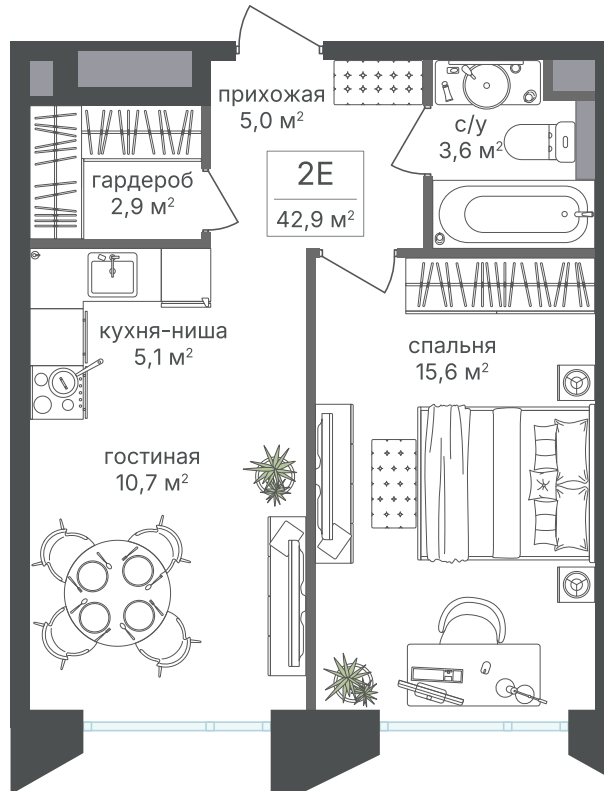 прихожая
5,0 м²
с/у
3,6 м²
гардероб
2,9 м²
2Е
42,9 м²
кухня-ниша
5,1 м²
спальня
15,6 м²
гостиная
10,7 м²